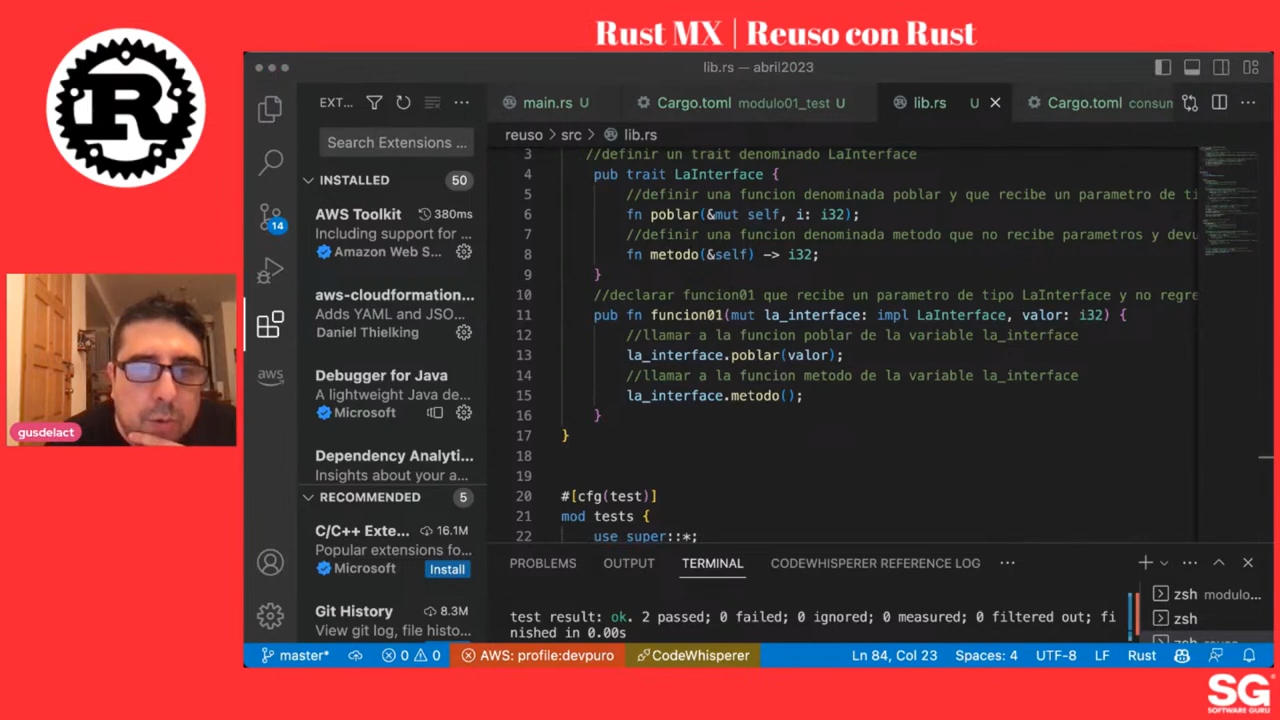 Rust MX | Reuso con Rust
R
lib.rs — abril2023
EXT...
main.rs U
Cargo.toml modulo01_test U
lib.rs U
Cargo.toml consum
Search Extensions ...
reuso > src > lib.rs
INSTALLED 50
AWS Toolkit 380ms
Including support for ...
Amazon Web S...
aws-cloudformation...
Adds YAML and JSO...
Daniel Thielking
Debugger for Java
A lightweight Java de...
Microsoft
Dependency Analyti...
Insights about your a...
RECOMMENDED 5
C/C++ Exte... 16.1M
Popular extensions fo...
Microsoft Install
Git History 8.3M
View git log, file histo...
14
aws
3 //definir un trait denominado LaInterface
4 pub trait LaInterface {
5 //definir una funcion denominada poblar y que recibe un parametro de ti
6 fn poblar(&mut self, i: i32);
7 //definir una funcion denominada metodo que no recibe parametros y devu
8 fn metodo(&self) -> i32;
9 }
10 //declarar funcion01 que recibe un parametro de tipo LaInterface y no regre
11 pub fn funcion01(mut la_interface: impl LaInterface, valor: i32) {
12 //llamar a la funcion poblar de la variable la_interface
13 la_interface.poblar(valor);
14 //llamar a la funcion metodo de la variable la_interface
15 la_interface.metodo();
16 }
17 }
18
19
20 #[cfg(test)]
21 mod tests {
22 use super::*;
PROBLEMS OUTPUT TERMINAL CODEWHISPERER REFERENCE LOG
test result: ok. 2 passed; 0 failed; 0 ignored; 0 measured; 0 filtered out; fi
nished in 0.00s
zsh modulo...
zsh
master* 0 0 AWS: profile:devpuro CodeWhisperer Ln 84, Col 23 Spaces: 4 UTF-8 LF Rust
gusdelact
SG
SOFTWARE GURU